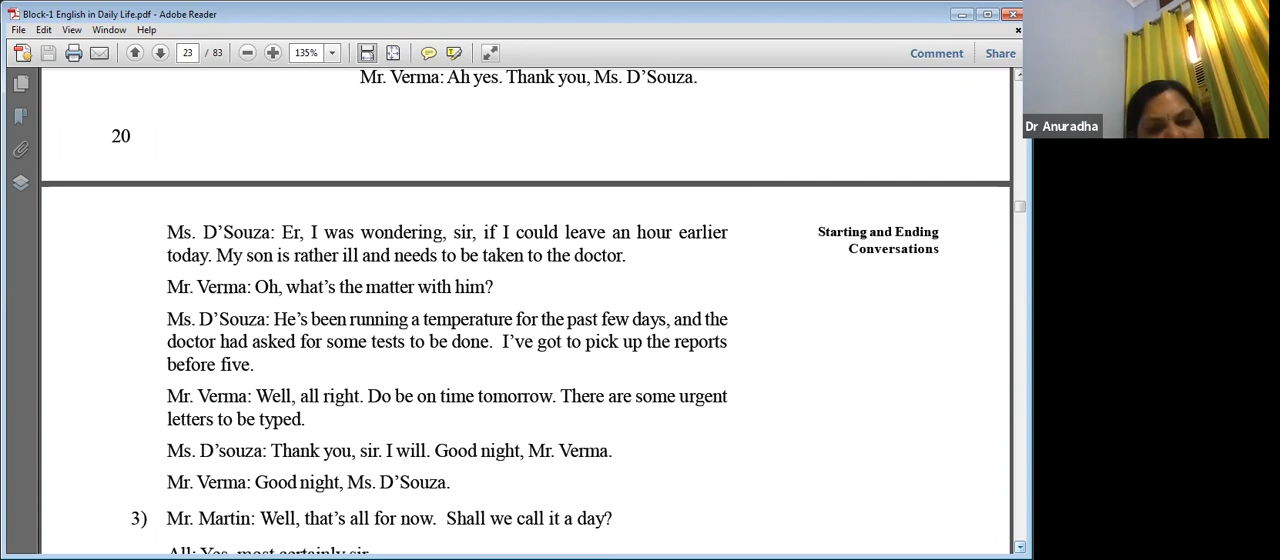 Block-1 English in Daily Life.pdf - Adobe Reader
File Edit View Window Help
23 / 83 135% Comment Share
Mr. Verma: Ah yes. Thank you, Ms. D'Souza.
20
Dr Anuradha
Ms. D'Souza: Er, I was wondering, sir, if I could leave an hour earlier
today. My son is rather ill and needs to be taken to the doctor.
Starting and Ending
Conversations
Mr. Verma: Oh, what's the matter with him?
Ms. D'Souza: He's been running a temperature for the past few days, and the
doctor had asked for some tests to be done. I've got to pick up the reports
before five.
Mr. Verma: Well, all right. Do be on time tomorrow. There are some urgent
letters to be typed.
Ms. D'souza: Thank you, sir. I will. Good night, Mr. Verma.
Mr. Verma: Good night, Ms. D'Souza.
3) Mr. Martin: Well, that's all for now. Shall we call it a day?
All: Yes, most certainly sir.